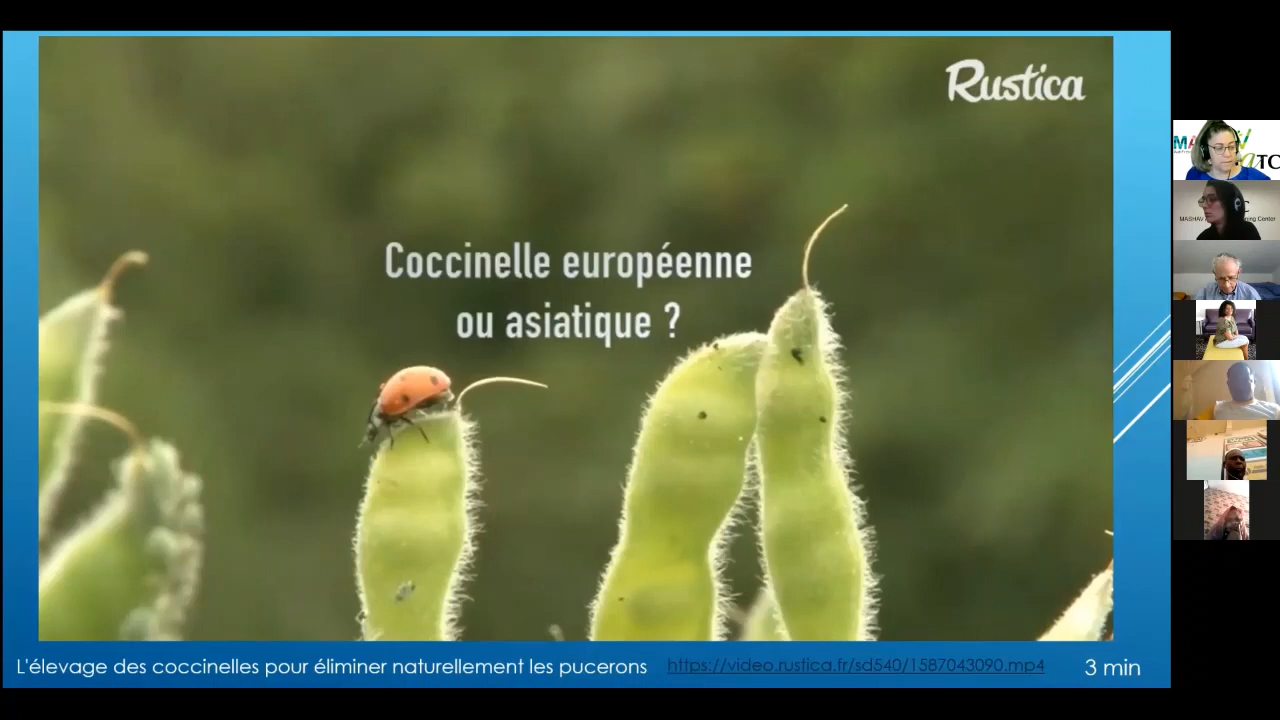 Rustica
Coccinelle européenne
ou asiatique ?
L'élevage des coccinelles pour éliminer naturellement les pucerons
https://video.rustica.fr/sd540/1587043090.mp4
3 min